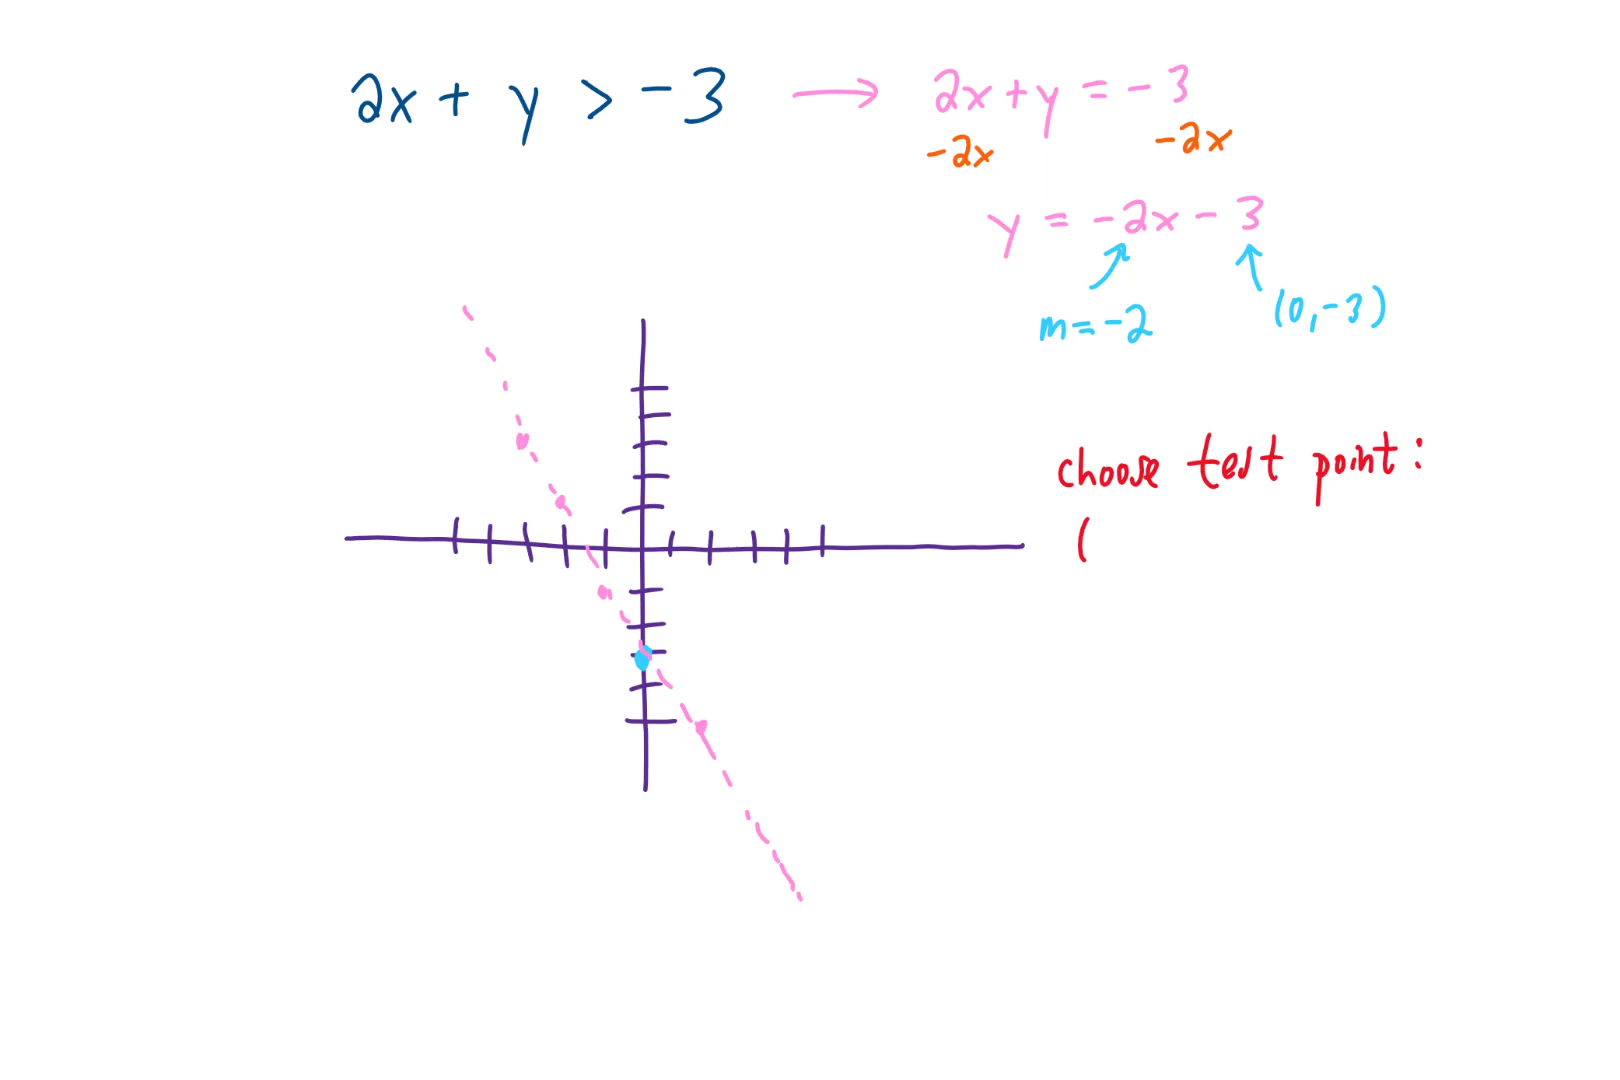 2x + y > -3 → 2x + y = -3
-2x -2x
y = -2x - 3
m = -2 (0, -3)
choose test point:
(